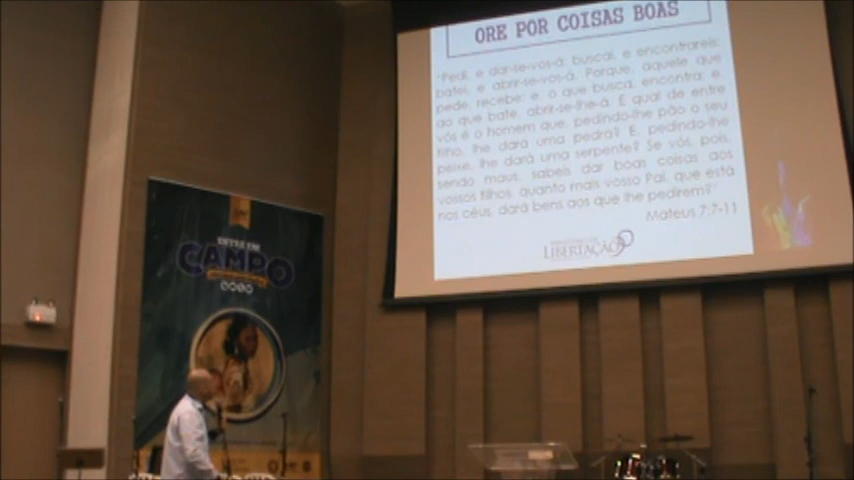 ORE POR COISAS BOAS
"Pedi, e dar-se-vos-á; buscai, e encontrareis;
batei, e abrir-se-vos-á. Porque, aquele que
pede, recebe; e, o que busca, encontra; e,
ao que bate, abrir-se-lhe-á. E qual de entre
vós é o homem que, pedindo-lhe pão o seu
filho, lhe dará uma pedra? E, pedindo-lhe
peixe, lhe dará uma serpente? Se vós, pois,
sendo maus, sabeis dar boas coisas aos
vossos filhos, quanto mais vosso Pai, que está
nos céus, dará bens aos que lhe pedirem?"
Mateus 7:7-11
LIBERTAÇÃO
ENTRE EM
CAMPO